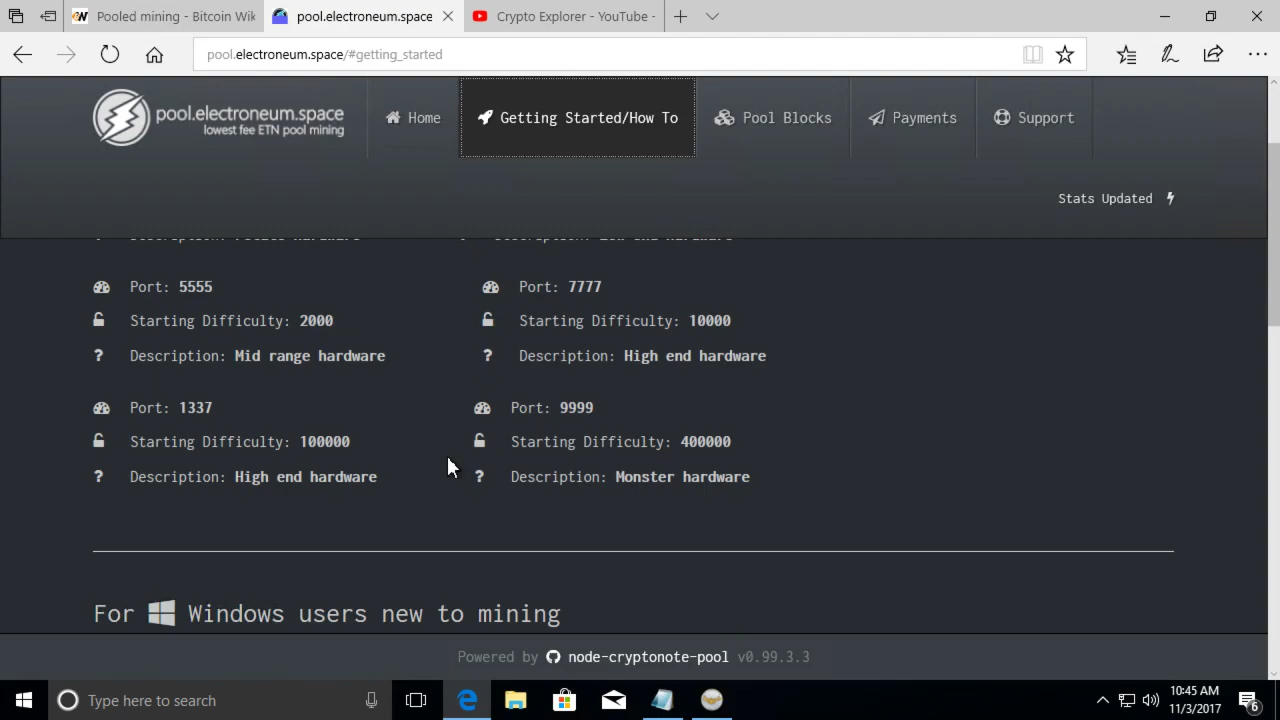 Pooled mining - Bitcoin Wik
pool.electroneum.space
Crypto Explorer - YouTube -
pool.electroneum.space/#getting_started
pool.electroneum.space
lowest fee ETN pool mining
Home
Getting Started/How To
Pool Blocks
Payments
Support
Stats Updated
Port: 5555
Port: 7777
Starting Difficulty: 2000
Starting Difficulty: 10000
? Description: Mid range hardware
? Description: High end hardware
Port: 1337
Port: 9999
Starting Difficulty: 100000
Starting Difficulty: 400000
? Description: High end hardware
? Description: Monster hardware
For Windows users new to mining
Powered by node-cryptonote-pool v0.99.3.3
Type here to search
10:45 AM
11/3/2017
6